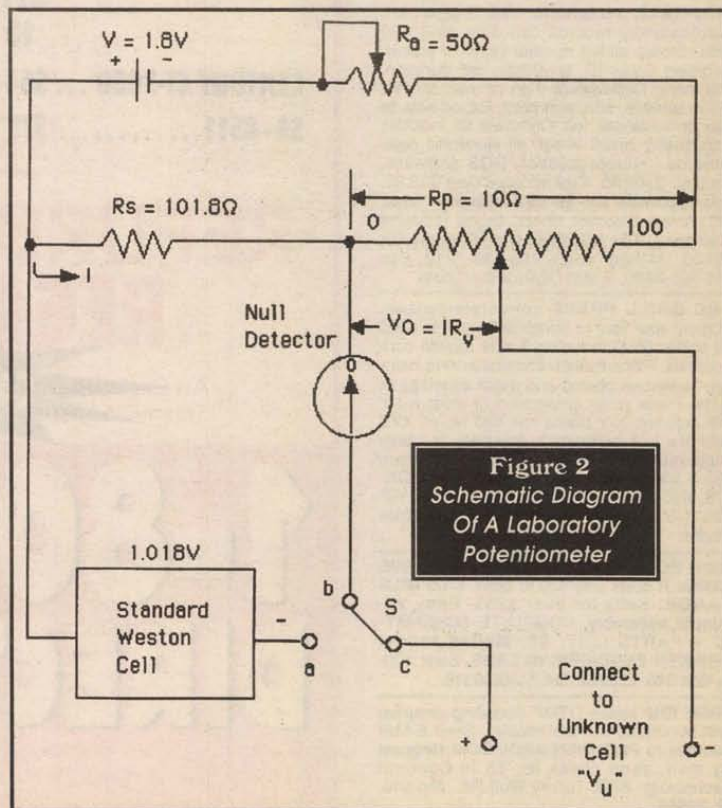 V = 1.8V
+ -
Ra = 50Ω
Rs = 101.8Ω
0
Rp = 10Ω
100
I
Null
Detector
VO = IRv
0
Figure 2
Schematic Diagram
Of A Laboratory
Potentiometer
1.018V
Standard
Weston
Cell
-
a
b
S
c
Connect
to
Unknown
Cell
"Vu"
+
-